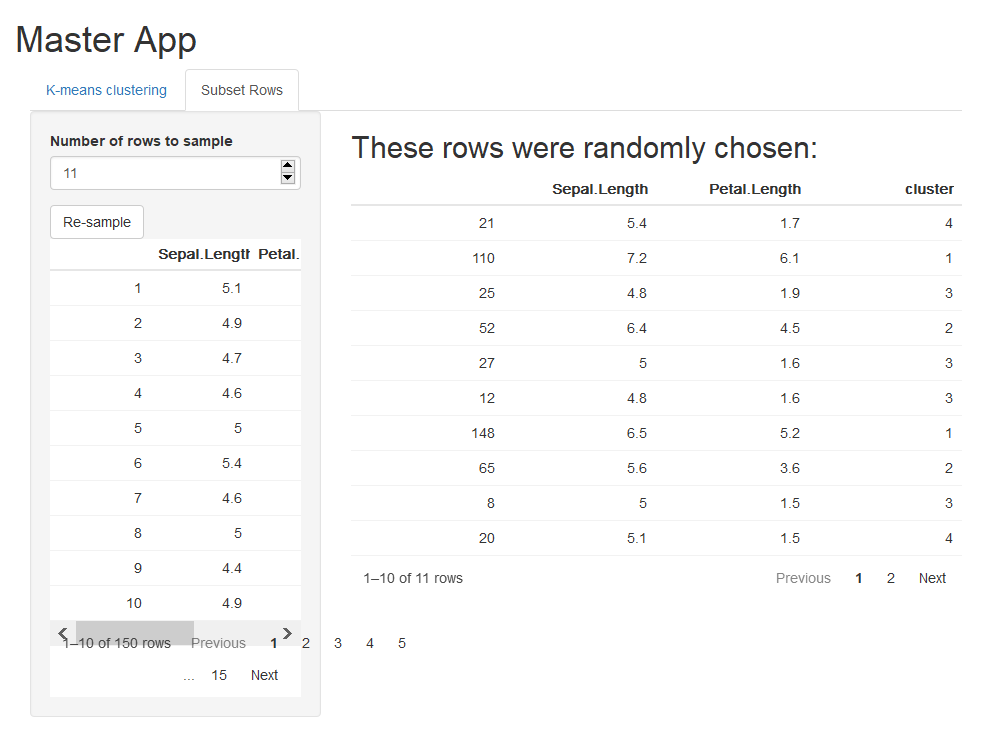 Master App
K-means clustering Subset Rows
Number of rows to sample
11
Re-sample
Sepal.Length Petal.
1 5.1
2 4.9
3 4.7
4 4.6
5 5
6 5.4
7 4.6
8 5
9 4.4
10 4.9
1–10 of 150 rows Previous 1 2 3 4 5
... 15 Next
These rows were randomly chosen:
Sepal.Length Petal.Length cluster
21 5.4 1.7 4
110 7.2 6.1 1
25 4.8 1.9 3
52 6.4 4.5 2
27 5 1.6 3
12 4.8 1.6 3
148 6.5 5.2 1
65 5.6 3.6 2
8 5 1.5 3
20 5.1 1.5 4
1–10 of 11 rows Previous 1 2 Next